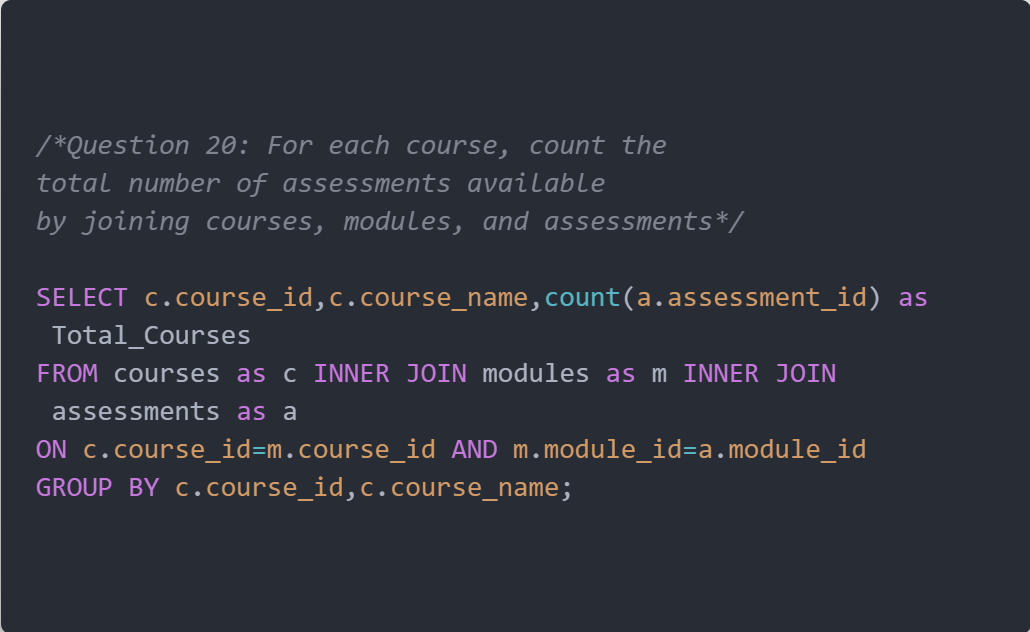 /*Question 20: For each course, count the
total number of assessments available
by joining courses, modules, and assessments*/
SELECT c.course_id,c.course_name,count(a.assessment_id) as
Total_Courses
FROM courses as c INNER JOIN modules as m INNER JOIN
assessments as a
ON c.course_id=m.course_id AND m.module_id=a.module_id
GROUP BY c.course_id,c.course_name;